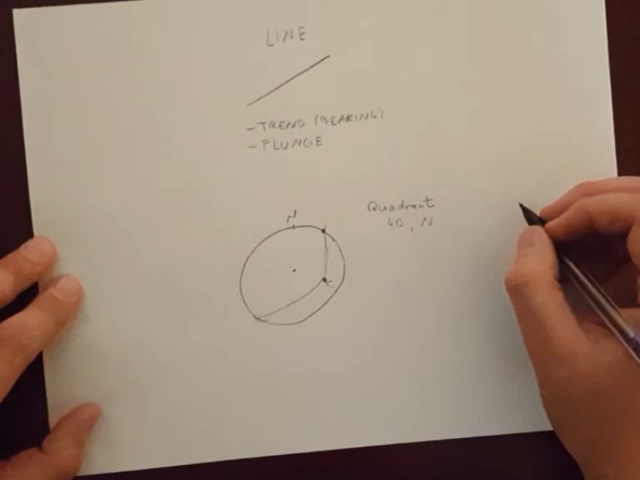 LINE
- TREND (BEARING)
- PLUNGE
N
Quadrant
40, N